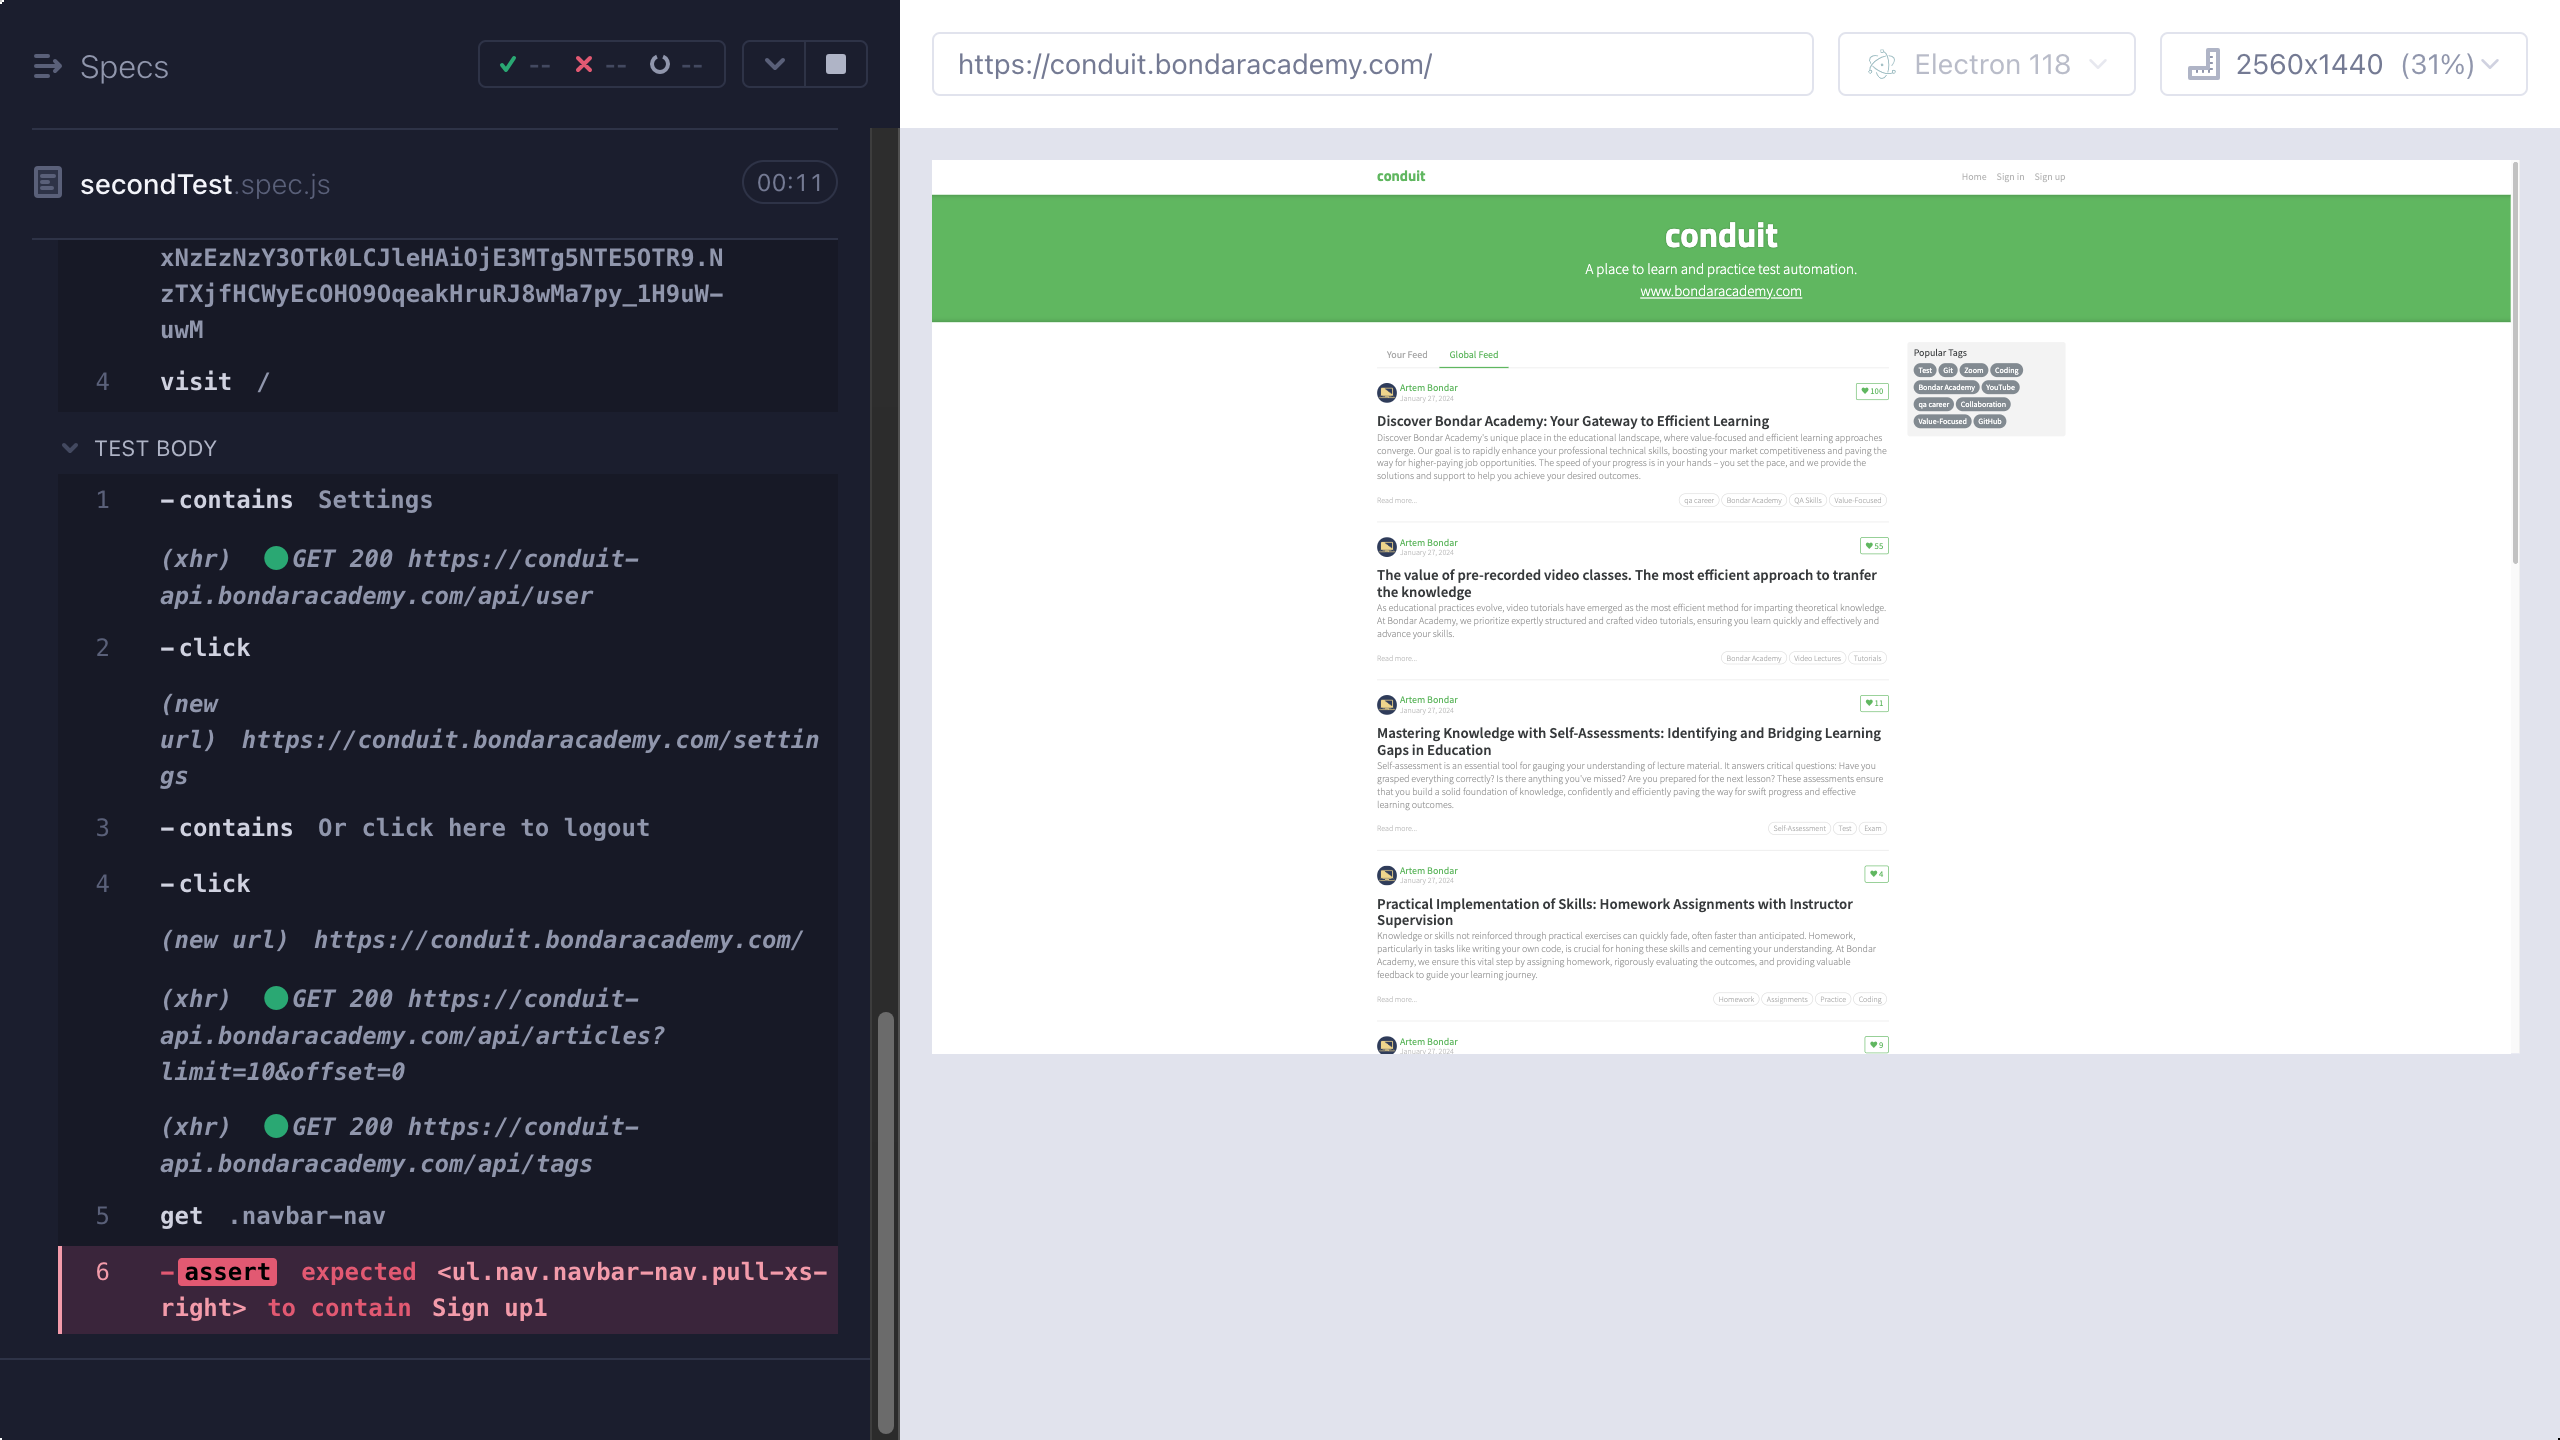 Specs
-- -- --
secondTest.spec.js 00:11
xNzEzNzY3OTk0LCJleHAiOjE3MTg5NTE5OTR9.N
zTXjfHCWyEcOHO9OqeakHruRJ8wMa7py_1H9uW-
uwM
4 visit /
TEST BODY
1 -contains Settings
(xhr) GET 200 https://conduit-
api.bondaracademy.com/api/user
2 -click
(new
url) https://conduit.bondaracademy.com/settin
gs
3 -contains Or click here to logout
4 -click
(new url) https://conduit.bondaracademy.com/
(xhr) GET 200 https://conduit-
api.bondaracademy.com/api/articles?
limit=10&offset=0
(xhr) GET 200 https://conduit-
api.bondaracademy.com/api/tags
5 get .navbar-nav
6 -assert expected <ul.nav.navbar-nav.pull-xs-
right> to contain Sign up1
https://conduit.bondaracademy.com/
Electron 118
2560x1440 (31%)
conduit
Home Sign in Sign up
conduit
A place to learn and practice test automation.
www.bondaracademy.com
Your Feed Global Feed
Artem Bondar
January 27, 2024
100
Discover Bondar Academy: Your Gateway to Efficient Learning
Discover Bondar Academy's unique place in the educational landscape, where value-focused and efficient learning approaches
converge. Our goal is to rapidly enhance your professional technical skills, boosting your market competitiveness and paving the
way for higher-paying job opportunities. The speed of your progress is in your hands – you set the pace, and we provide the
solutions and support to help you achieve your desired outcomes.
Read more...
qa career Bondar Academy QA Skills Value-Focused
Artem Bondar
January 27, 2024
55
The value of pre-recorded video classes. The most efficient approach to tranfer
the knowledge
As educational practices evolve, video tutorials have emerged as the most efficient method for imparting theoretical knowledge.
At Bondar Academy, we prioritize expertly structured and crafted video tutorials, ensuring you learn quickly and effectively and
advance your skills.
Read more...
Bondar Academy Video Lectures Tutorials
Artem Bondar
January 27, 2024
11
Mastering Knowledge with Self-Assessments: Identifying and Bridging Learning
Gaps in Education
Self-assessment is an essential tool for gauging your understanding of lecture material. It answers critical questions: Have you
grasped everything correctly? Is there anything you've missed? Are you prepared for the next lesson? These assessments ensure
that you build a solid foundation of knowledge, confidently and efficiently paving the way for swift progress and effective
learning outcomes.
Read more...
Self-Assessment Test Exam
Artem Bondar
January 27, 2024
4
Practical Implementation of Skills: Homework Assignments with Instructor
Supervision
Knowledge or skills not reinforced through practical exercises can quickly fade, often faster than anticipated. Homework,
particularly in tasks like writing your own code, is crucial for honing these skills and cementing your understanding. At Bondar
Academy, we ensure this vital step by assigning homework, rigorously evaluating the outcomes, and providing valuable
feedback to guide your learning journey.
Read more...
Homework Assignments Practice Coding
Artem Bondar
January 27, 2024
9
Popular Tags
Test Git Zoom Coding
Bondar Academy YouTube
qa career Collaboration
Value-Focused GitHub